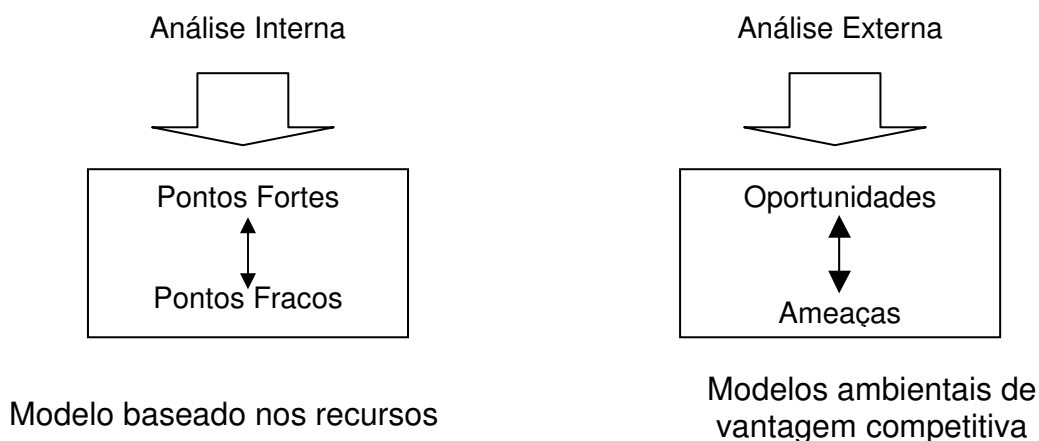 Análise Interna
Análise Externa
Pontos Fortes
Pontos Fracos
Oportunidades
Ameaças
Modelo baseado nos recursos
Modelos ambientais de
vantagem competitiva